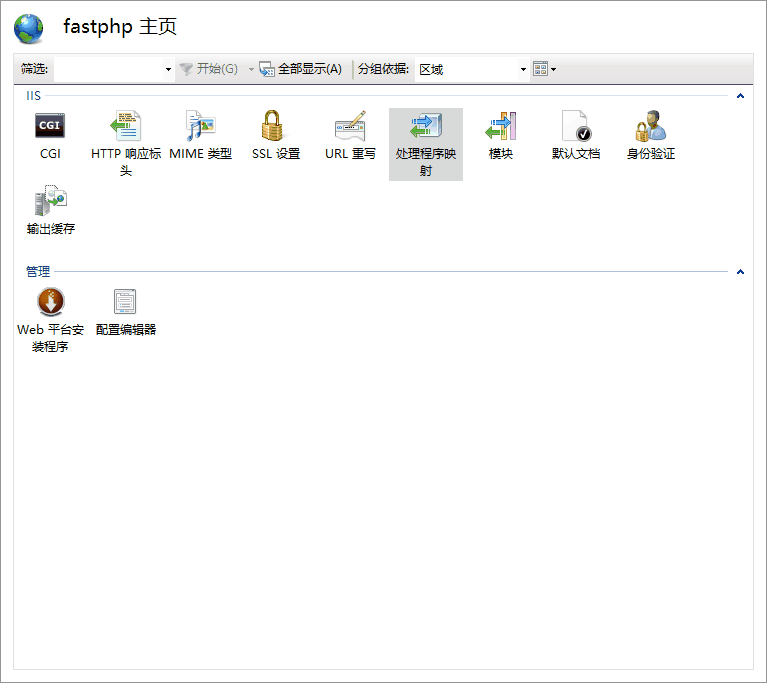 fastphp 主页
筛选: 开始(G) 全部显示(A) 分组依据: 区域
IIS
CGI
CGI HTTP 响应标头 MIME 类型 SSL 设置 URL 重写 处理程序映射 模块 默认文档 身份验证
输出缓存
管理
Web 平台安装程序 配置编辑器